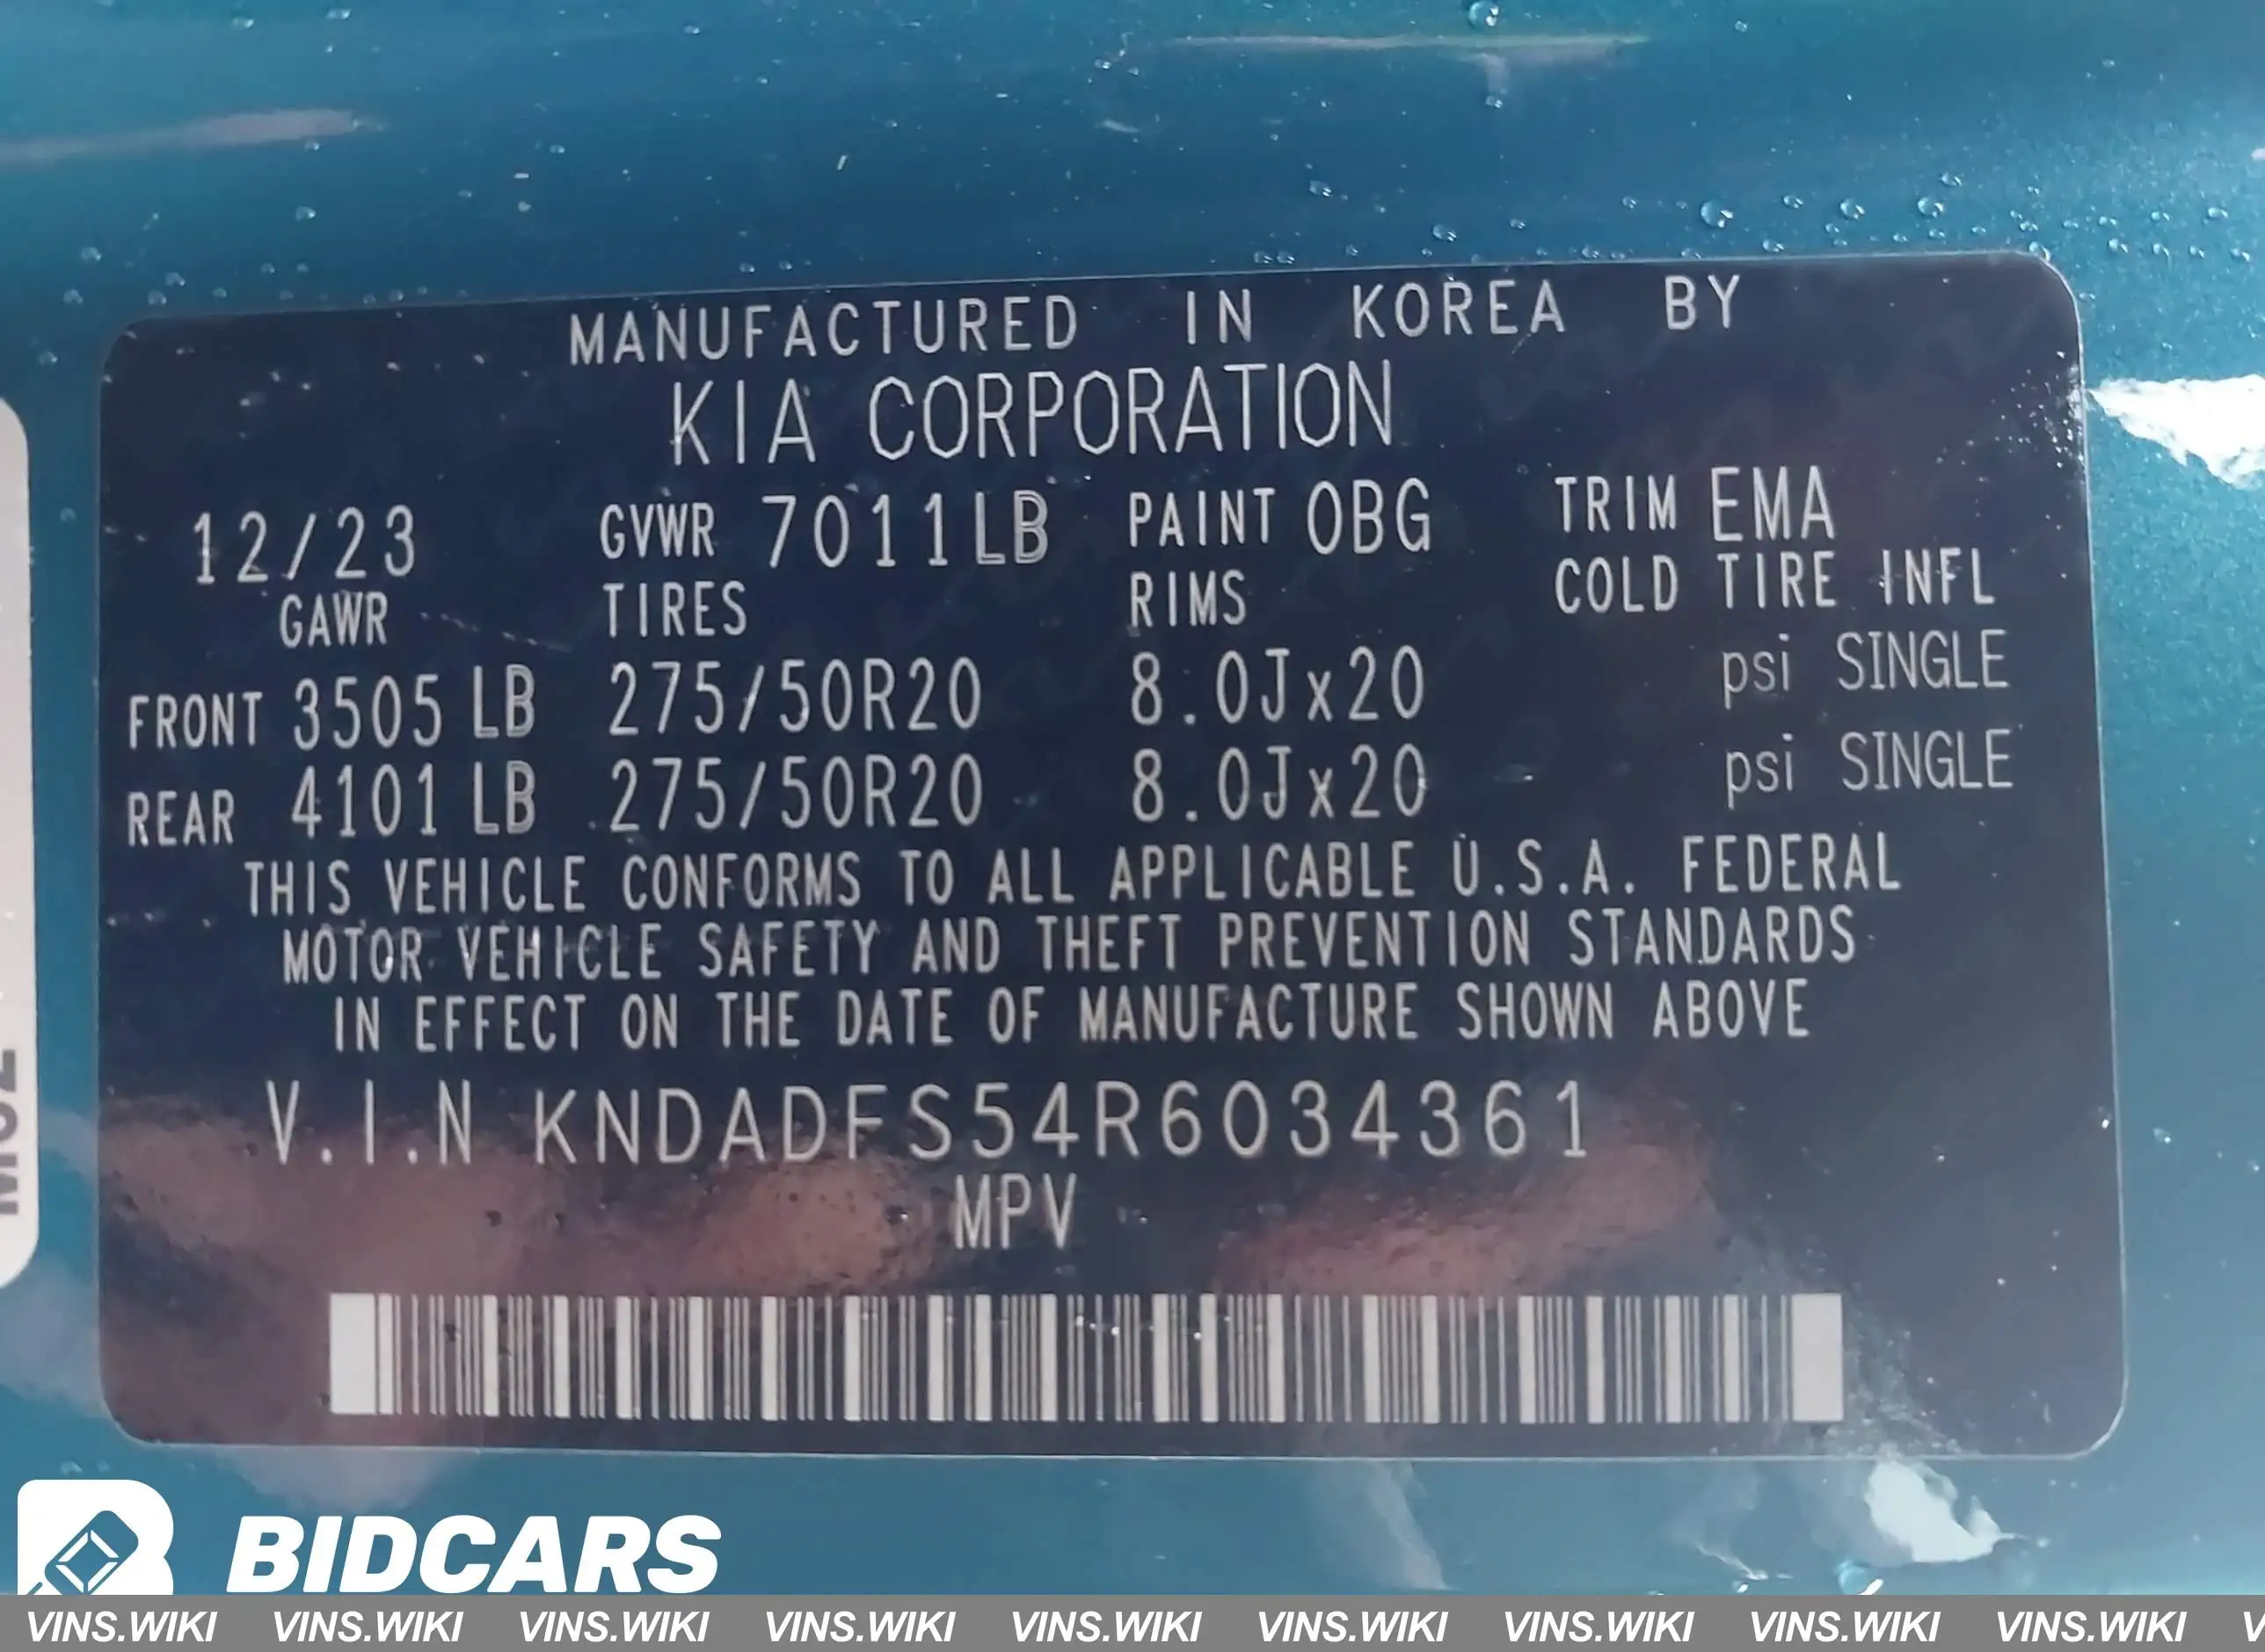 MANUFACTURED IN KOREA BY
KIA CORPORATION
12/23 GVWR 7011LB PAINT 0BG TRIM EMA
GAWR TIRES RIMS COLD TIRE INFL
FRONT 3505 LB 275/50R20 8.0Jx20 psi SINGLE
REAR 4101 LB 275/50R20 8.0Jx20 psi SINGLE
THIS VEHICLE CONFORMS TO ALL APPLICABLE U.S.A. FEDERAL
MOTOR VEHICLE SAFETY AND THEFT PREVENTION STANDARDS
IN EFFECT ON THE DATE OF MANUFACTURE SHOWN ABOVE
V.I.N KNDADFS54R6034361
MPV
BIDCARS
VINS.WIKI VINS.WIKI VINS.WIKI VINS.WIKI VINS.WIKI VINS.WIKI VINS.WIKI VINS.WIKI VINS.WIKI